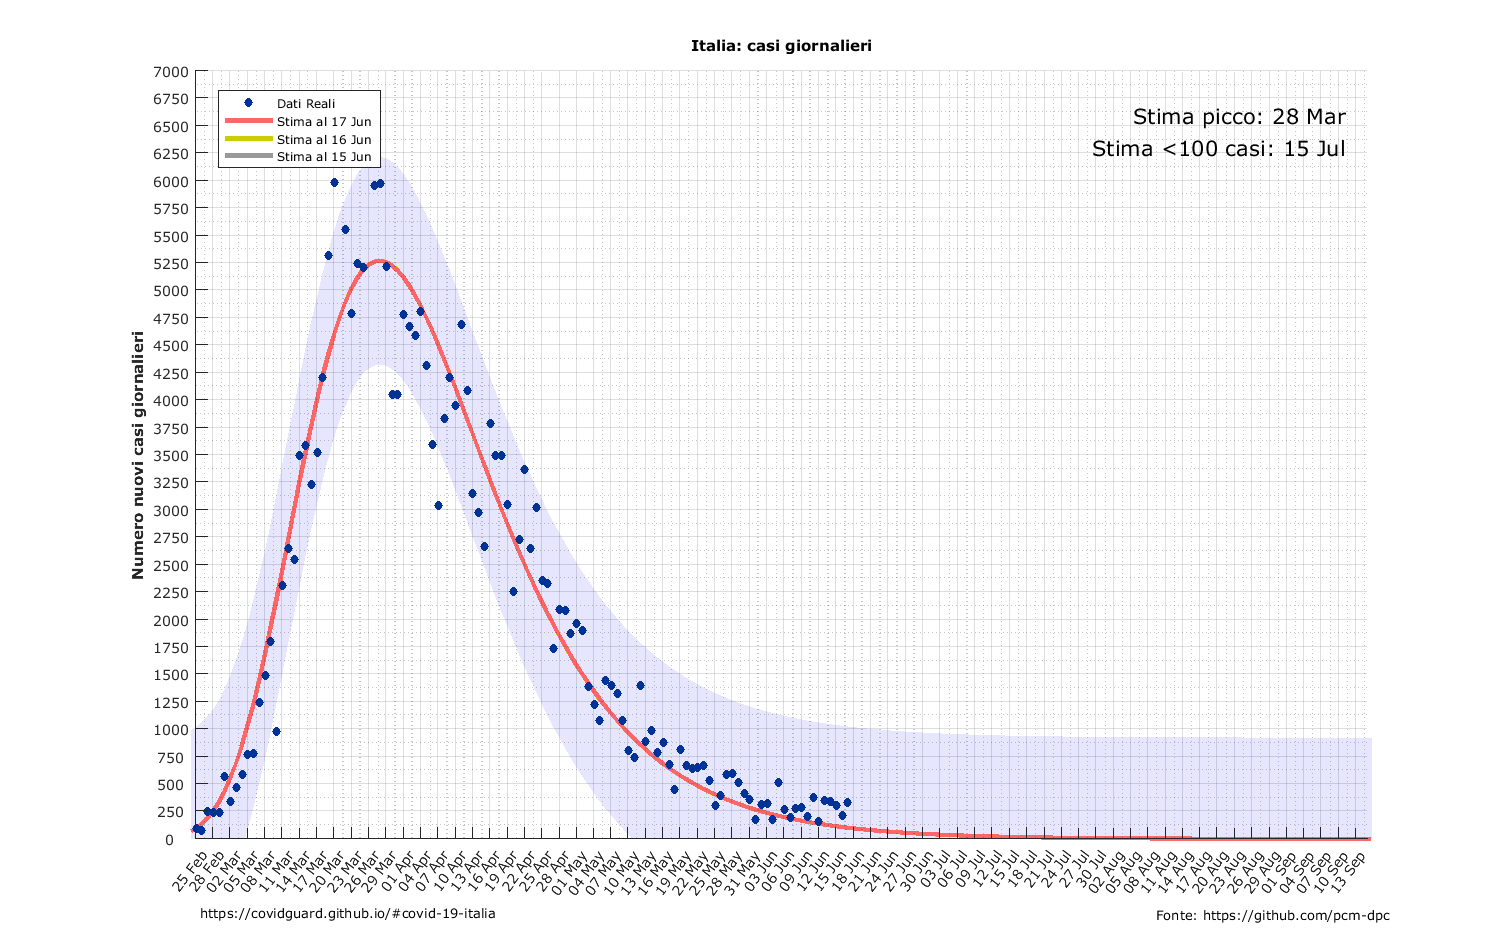 Italia: casi giornalieri
Stima picco: 28 Mar
Stima <100 casi: 15 Jul
Dati Reali
Stima al 17 Jun
Stima al 16 Jun
Stima al 15 Jun
Numero nuovi casi giornalieri
7000
6750
6500
6250
6000
5750
5500
5250
5000
4750
4500
4250
4000
3750
3500
3250
3000
2750
2500
2250
2000
1750
1500
1250
1000
750
500
250
0
25 Feb
28 Feb
02 Mar
05 Mar
08 Mar
11 Mar
14 Mar
17 Mar
20 Mar
23 Mar
26 Mar
29 Mar
01 Apr
04 Apr
07 Apr
10 Apr
13 Apr
16 Apr
19 Apr
22 Apr
25 Apr
28 Apr
01 May
04 May
07 May
10 May
13 May
16 May
19 May
22 May
25 May
28 May
31 May
03 Jun
06 Jun
09 Jun
12 Jun
15 Jun
18 Jun
21 Jun
24 Jun
27 Jun
30 Jun
03 Jul
06 Jul
09 Jul
12 Jul
15 Jul
18 Jul
21 Jul
24 Jul
27 Jul
30 Jul
02 Aug
05 Aug
08 Aug
11 Aug
14 Aug
17 Aug
20 Aug
23 Aug
26 Aug
29 Aug
01 Sep
04 Sep
07 Sep
10 Sep
13 Sep
https://covidguard.github.io/#covid-19-italia
Fonte: https://github.com/pcm-dpc